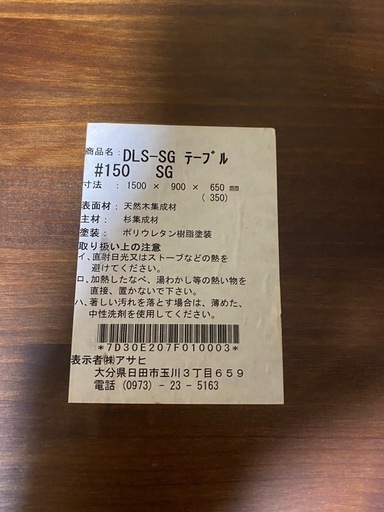 商品名：DLS-SG ﾃｰﾌﾞﾙ
#150 SG
寸法 ：1500 × 900 × 650 mm
( 350)
表面材：天然木集成材
主材 ：杉集成材
塗装 ：ポリウレタン樹脂塗装
取り扱い上の注意
イ、直射日光又はストーブなどの熱を
避けてください。
ロ、加熱したなべ、湯わかし等の熱い物を
直接、置かないで下さい。
ハ、著しい汚れを落とす場合は、薄めた、
中性洗剤を使用してください。
*7D30E207F010003*
表示者㈱アサヒ
大分県日田市玉川３丁目６５９
電話 (0973) - 23 - 5163